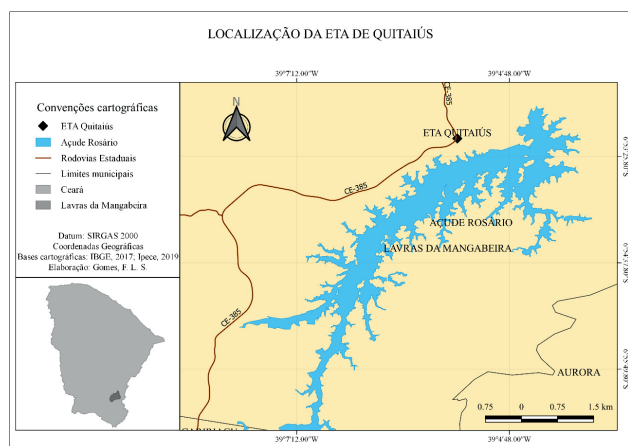 LOCALIZAÇÃO DA ETA DE QUITAIÚS
39°7'12.00"W
39°4'48.00"W
Convenções cartográficas
ETA Quitaiús
Açude Rosário
Rodovias Estaduais
Límites municipais
Ceará
Lavras da Mangabeira
Datum: SIRGAS 2000
Coordenadas Geográficas
Bases cartográficas: IBGE, 2017; Ipece, 2019
Elaboração: Gomes, F. L. S.
N
CE-385
ETA QUITAIÚS
CE-385
AÇUDE ROSÁRIO
LAVRAS DA MANGABEIRA
CE-385
AURORA
0.75
0
0.75
1.5 km
39°7'12.00"W
39°4'48.00"W